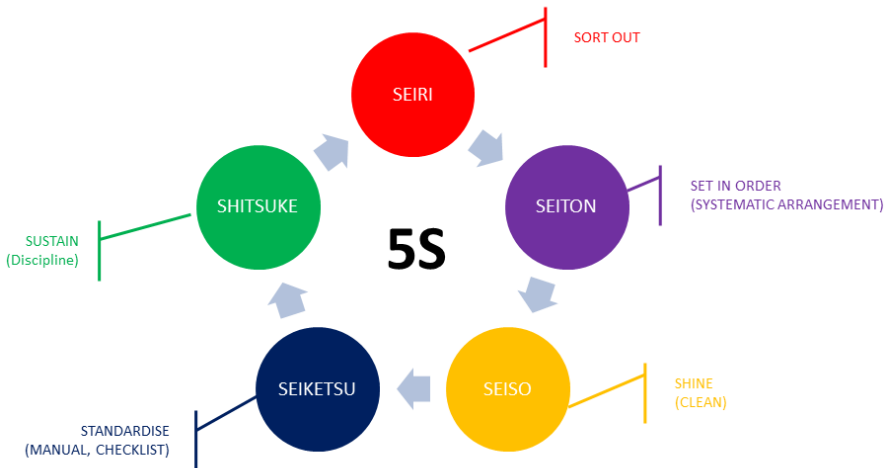 SORT OUT
SEIRI
SHITSUKE
SEITON
SET IN ORDER
(SYSTEMATIC ARRANGEMENT)
5S
SUSTAIN
(Discipline)
SEIKETSU
SEISO
SHINE
(CLEAN)
STANDARDISE
(MANUAL, CHECKLIST)